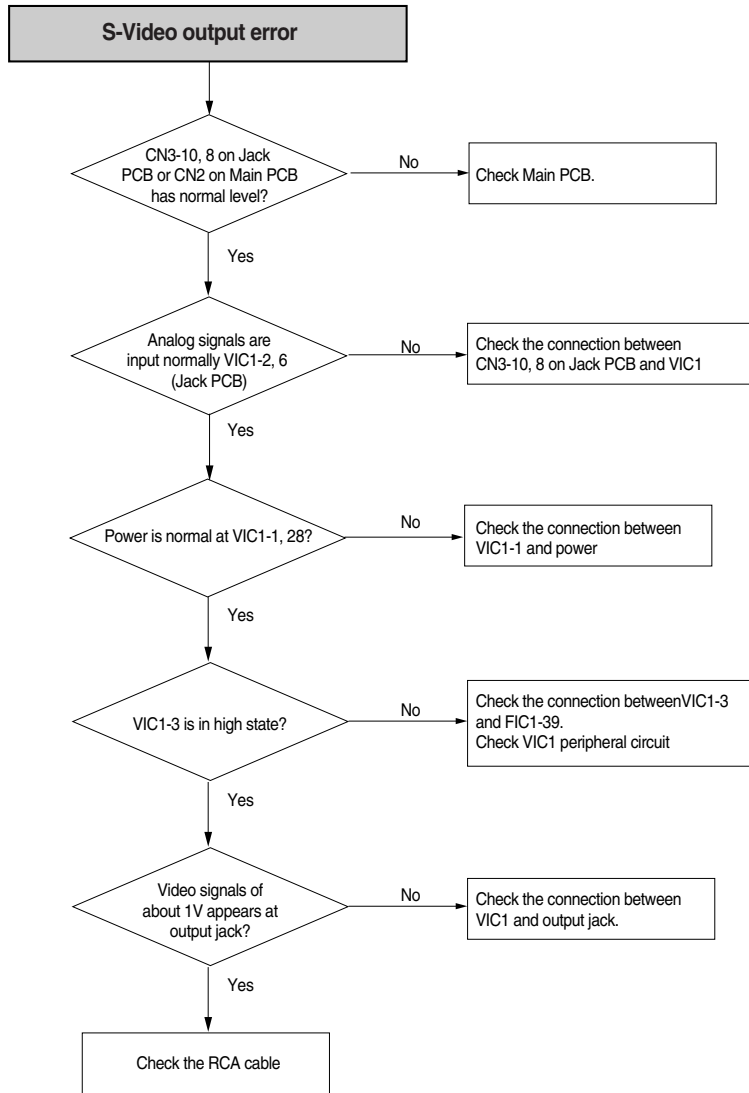 S-Video output error
CN3-10, 8 on Jack
PCB or CN2 on Main PCB
has normal level?
No
Check Main PCB.
Yes
Analog signals are
input normally VIC1-2, 6
(Jack PCB)
No
Check the connection between
CN3-10, 8 on Jack PCB and VIC1
Yes
Power is normal at VIC1-1, 28?
No
Check the connection between
VIC1-1 and power
Yes
VIC1-3 is in high state?
No
Check the connection betweenVIC1-3
and FIC1-39.
Check VIC1 peripheral circuit
Yes
Video signals of
about 1V appears at
output jack?
No
Check the connection between
VIC1 and output jack.
Yes
Check the RCA cable